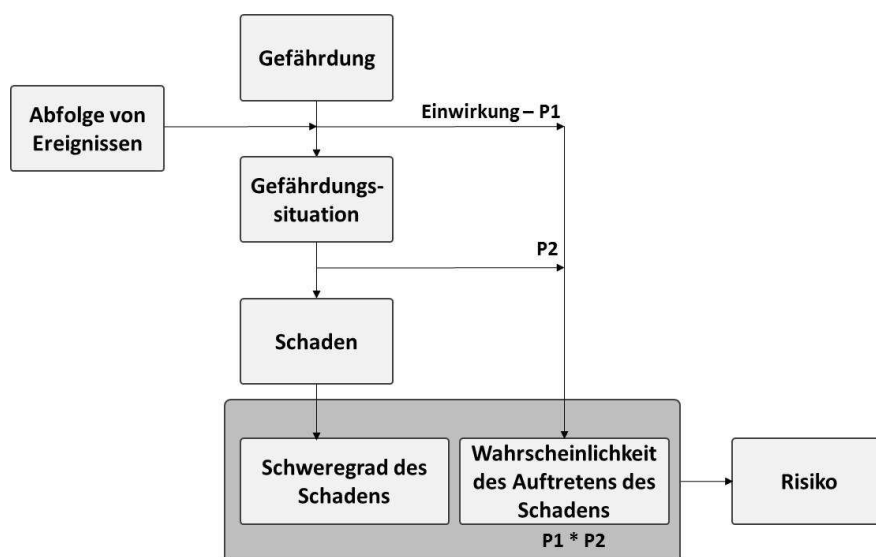 Gefährdung
Abfolge von
Ereignissen
Einwirkung – P1
Gefährdungs-
situation
P2
Schaden
Schweregrad des
Schadens
Wahrscheinlichkeit
des Auftretens des
Schadens
P1 * P2
Risiko